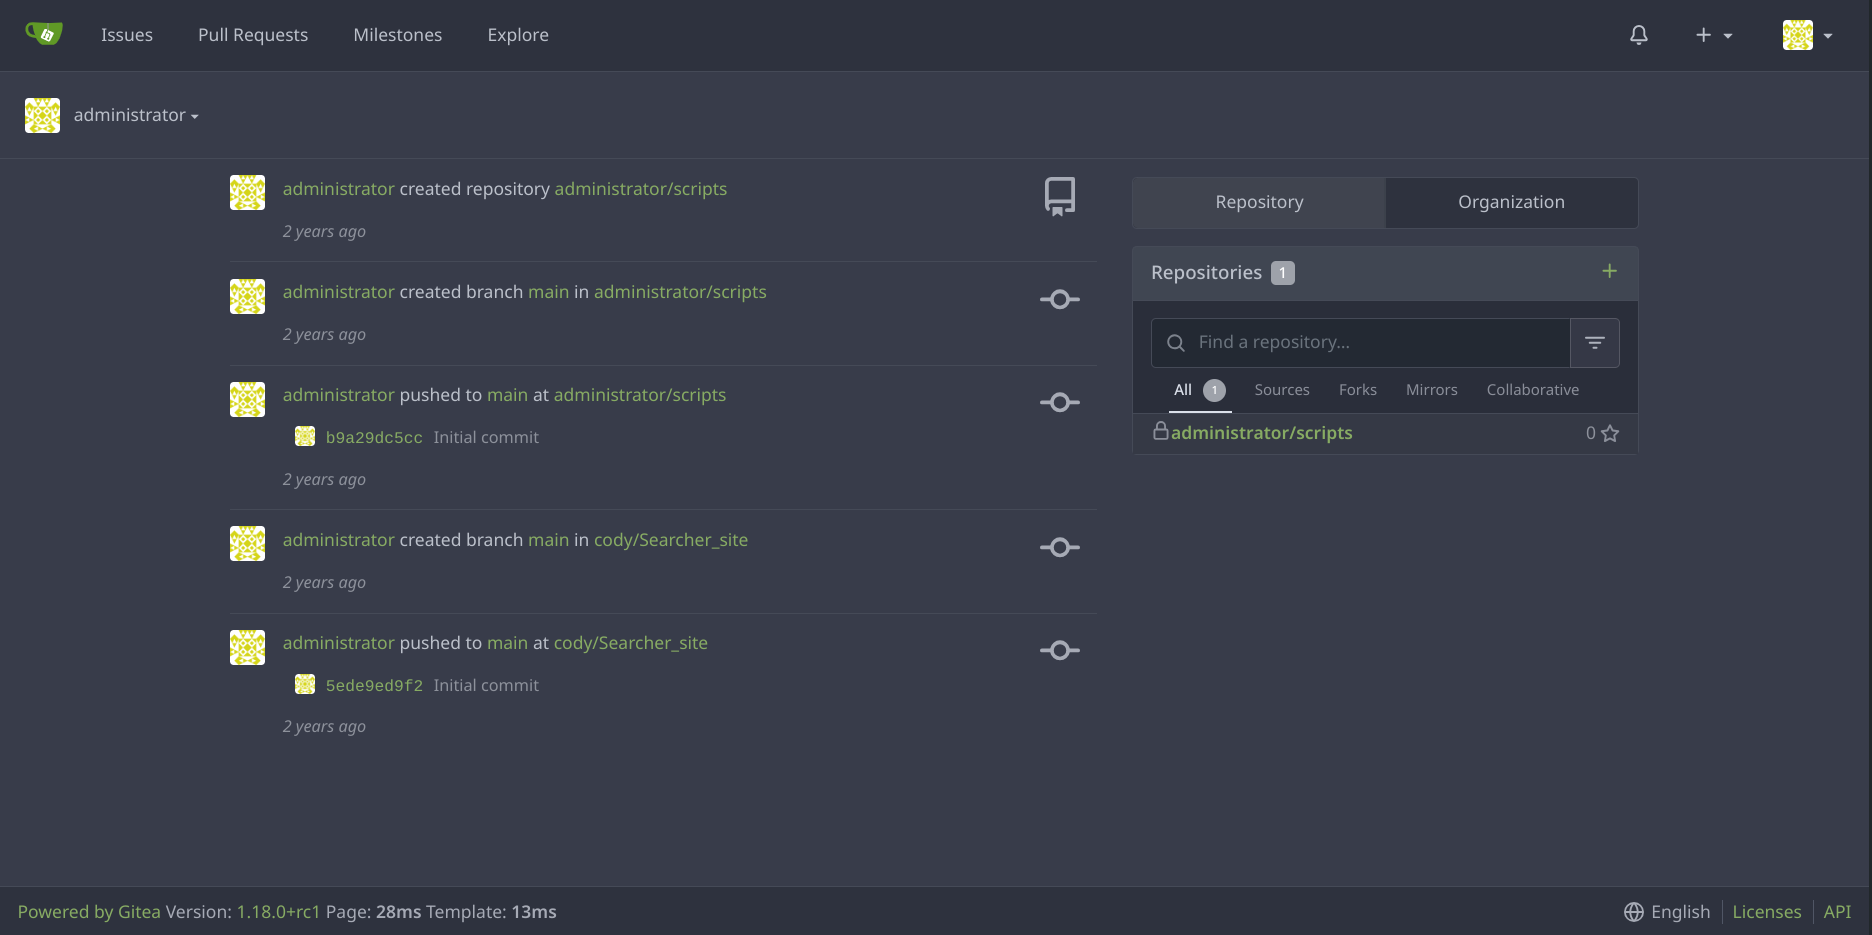 Issues Pull Requests Milestones Explore
administrator
administrator created repository administrator/scripts
2 years ago
administrator created branch main in administrator/scripts
2 years ago
administrator pushed to main at administrator/scripts
b9a29dc5cc Initial commit
2 years ago
administrator created branch main in cody/Searcher_site
2 years ago
administrator pushed to main at cody/Searcher_site
5ede9ed9f2 Initial commit
2 years ago
Repository Organization
Repositories 1
Find a repository...
All 1 Sources Forks Mirrors Collaborative
administrator/scripts 0
Powered by Gitea Version: 1.18.0+rc1 Page: 28ms Template: 13ms English Licenses API